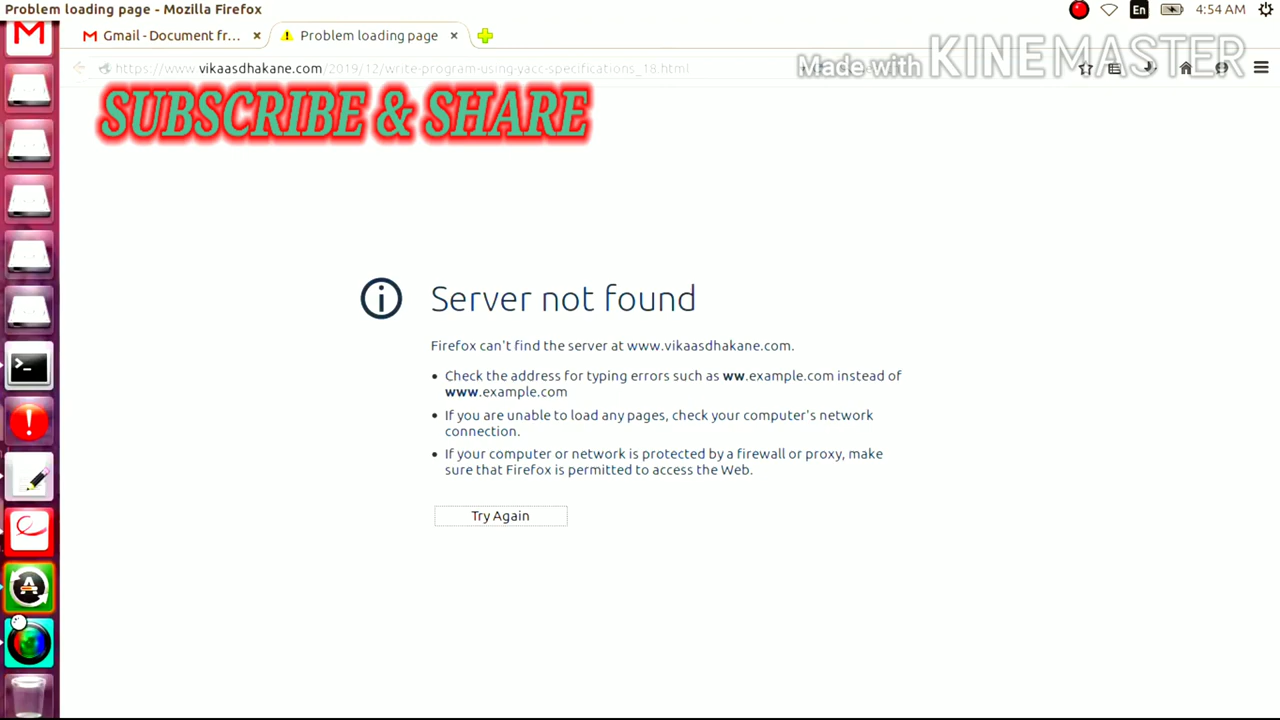 Problem loading page - Mozilla Firefox
En
4:54 AM
Gmail - Document fr...
Problem loading page
https://www.vikaasdhakane.com/2019/12/write-program-using-yacc-specifications_18.html
Made with KINEMASTER
SUBSCRIBE & SHARE
Server not found
Firefox can't find the server at www.vikaasdhakane.com.
Check the address for typing errors such as ww.example.com instead of
www.example.com
If you are unable to load any pages, check your computer's network
connection.
If your computer or network is protected by a firewall or proxy, make
sure that Firefox is permitted to access the Web.
Try Again